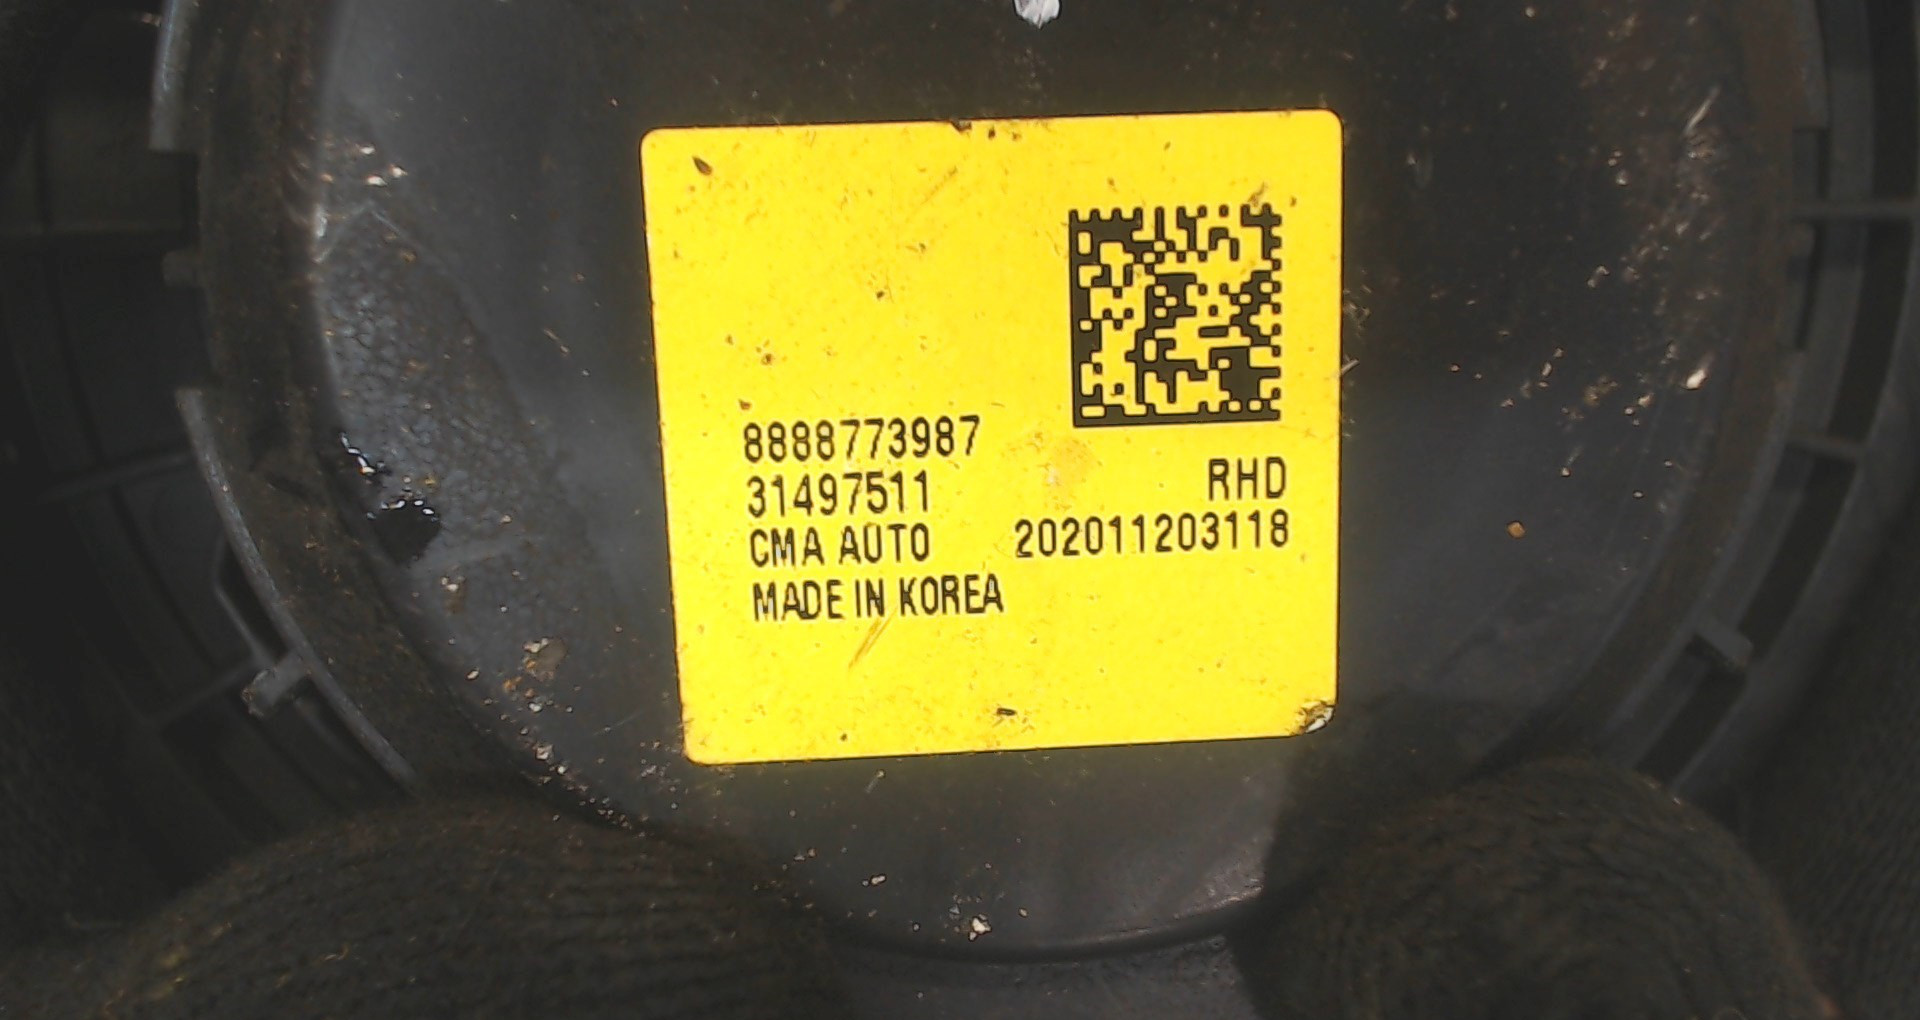 8888773987
31497511 RHD
CMA AUTO 202011203118
MADE IN KOREA